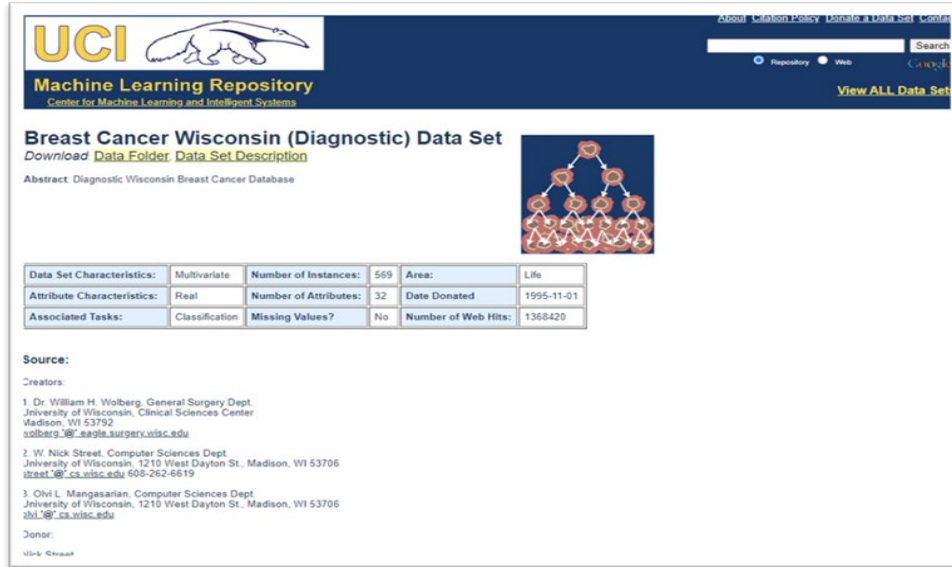 About Citation Policy Donate a Data Set
Search
Repository Web
Google
View ALL Data Set
UCI
Machine Learning Repository
Center for Machine Learning and Intelligent Systems
Breast Cancer Wisconsin (Diagnostic) Data Set
Download: Data Folder, Data Set Description
Abstract: Diagnostic Wisconsin Breast Cancer Database
Data Set Characteristics: Multivariate Number of Instances: 569 Area: Life
Attribute Characteristics: Real Number of Attributes: 32 Date Donated 1995-11-01
Associated Tasks: Classification Missing Values? No Number of Web Hits: 1368420
Source:
Creators:
1. Dr. William H. Wolberg, General Surgery Dept.
University of Wisconsin, Clinical Sciences Center
Madison, WI 53792
wolberg '@' eagle.surgery.wisc.edu
2. W. Nick Street, Computer Sciences Dept.
University of Wisconsin, 1210 West Dayton St., Madison, WI 53706
street '@' cs.wisc.edu 608-262-6619
3. Olvi L. Mangasarian, Computer Sciences Dept.
University of Wisconsin, 1210 West Dayton St., Madison, WI 53706
olvi '@' cs.wisc.edu
Donor:
Nick Street